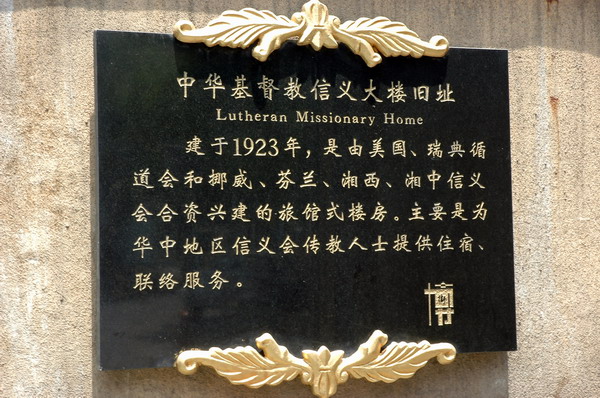 中华基督教信义大楼旧址
Lutheran Missionary Home
建于1923年，是由美国、瑞典循
道会和挪威、芬兰、湘西、湘中信义
会合资兴建的旅馆式楼房。主要是为
华中地区信义会传教人士提供住宿、
联络服务。